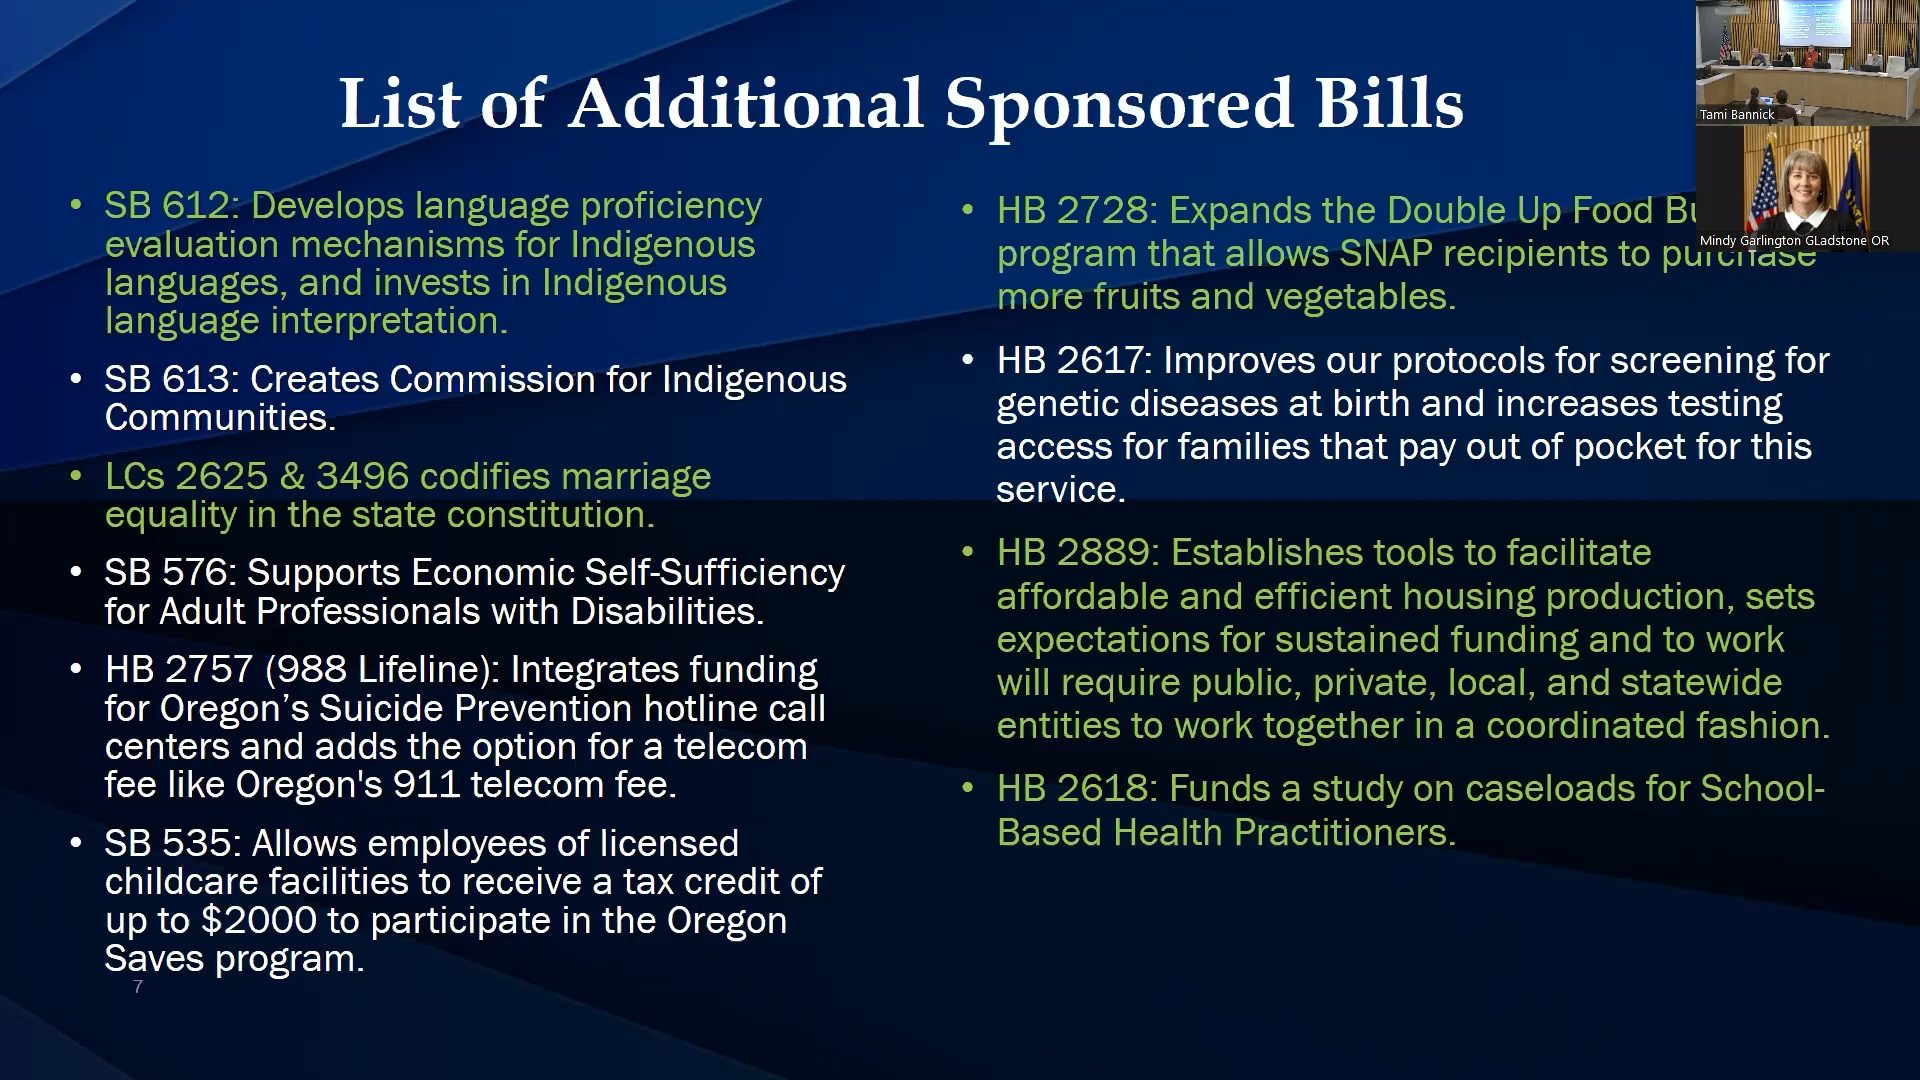 List of Additional Sponsored Bills
• SB 612: Develops language proficiency
evaluation mechanisms for Indigenous
languages, and invests in Indigenous
language interpretation.
• SB 613: Creates Commission for Indigenous
Communities.
• LCs 2625 & 3496 codifies marriage
equality in the state constitution.
• SB 576: Supports Economic Self-Sufficiency
for Adult Professionals with Disabilities.
• HB 2757 (988 Lifeline): Integrates funding
for Oregon’s Suicide Prevention hotline call
centers and adds the option for a telecom
fee like Oregon's 911 telecom fee.
• SB 535: Allows employees of licensed
childcare facilities to receive a tax credit of
up to $2000 to participate in the Oregon
Saves program.
7
• HB 2728: Expands the Double Up Food
program that allows SNAP recipients to purchase
more fruits and vegetables.
• HB 2617: Improves our protocols for screening for
genetic diseases at birth and increases testing
access for families that pay out of pocket for this
service.
• HB 2889: Establishes tools to facilitate
affordable and efficient housing production, sets
expectations for sustained funding and to work
will require public, private, local, and statewide
entities to work together in a coordinated fashion.
• HB 2618: Funds a study on caseloads for School-
Based Health Practitioners.
Tami Bannick
Mindy Garlington GLadstone OR